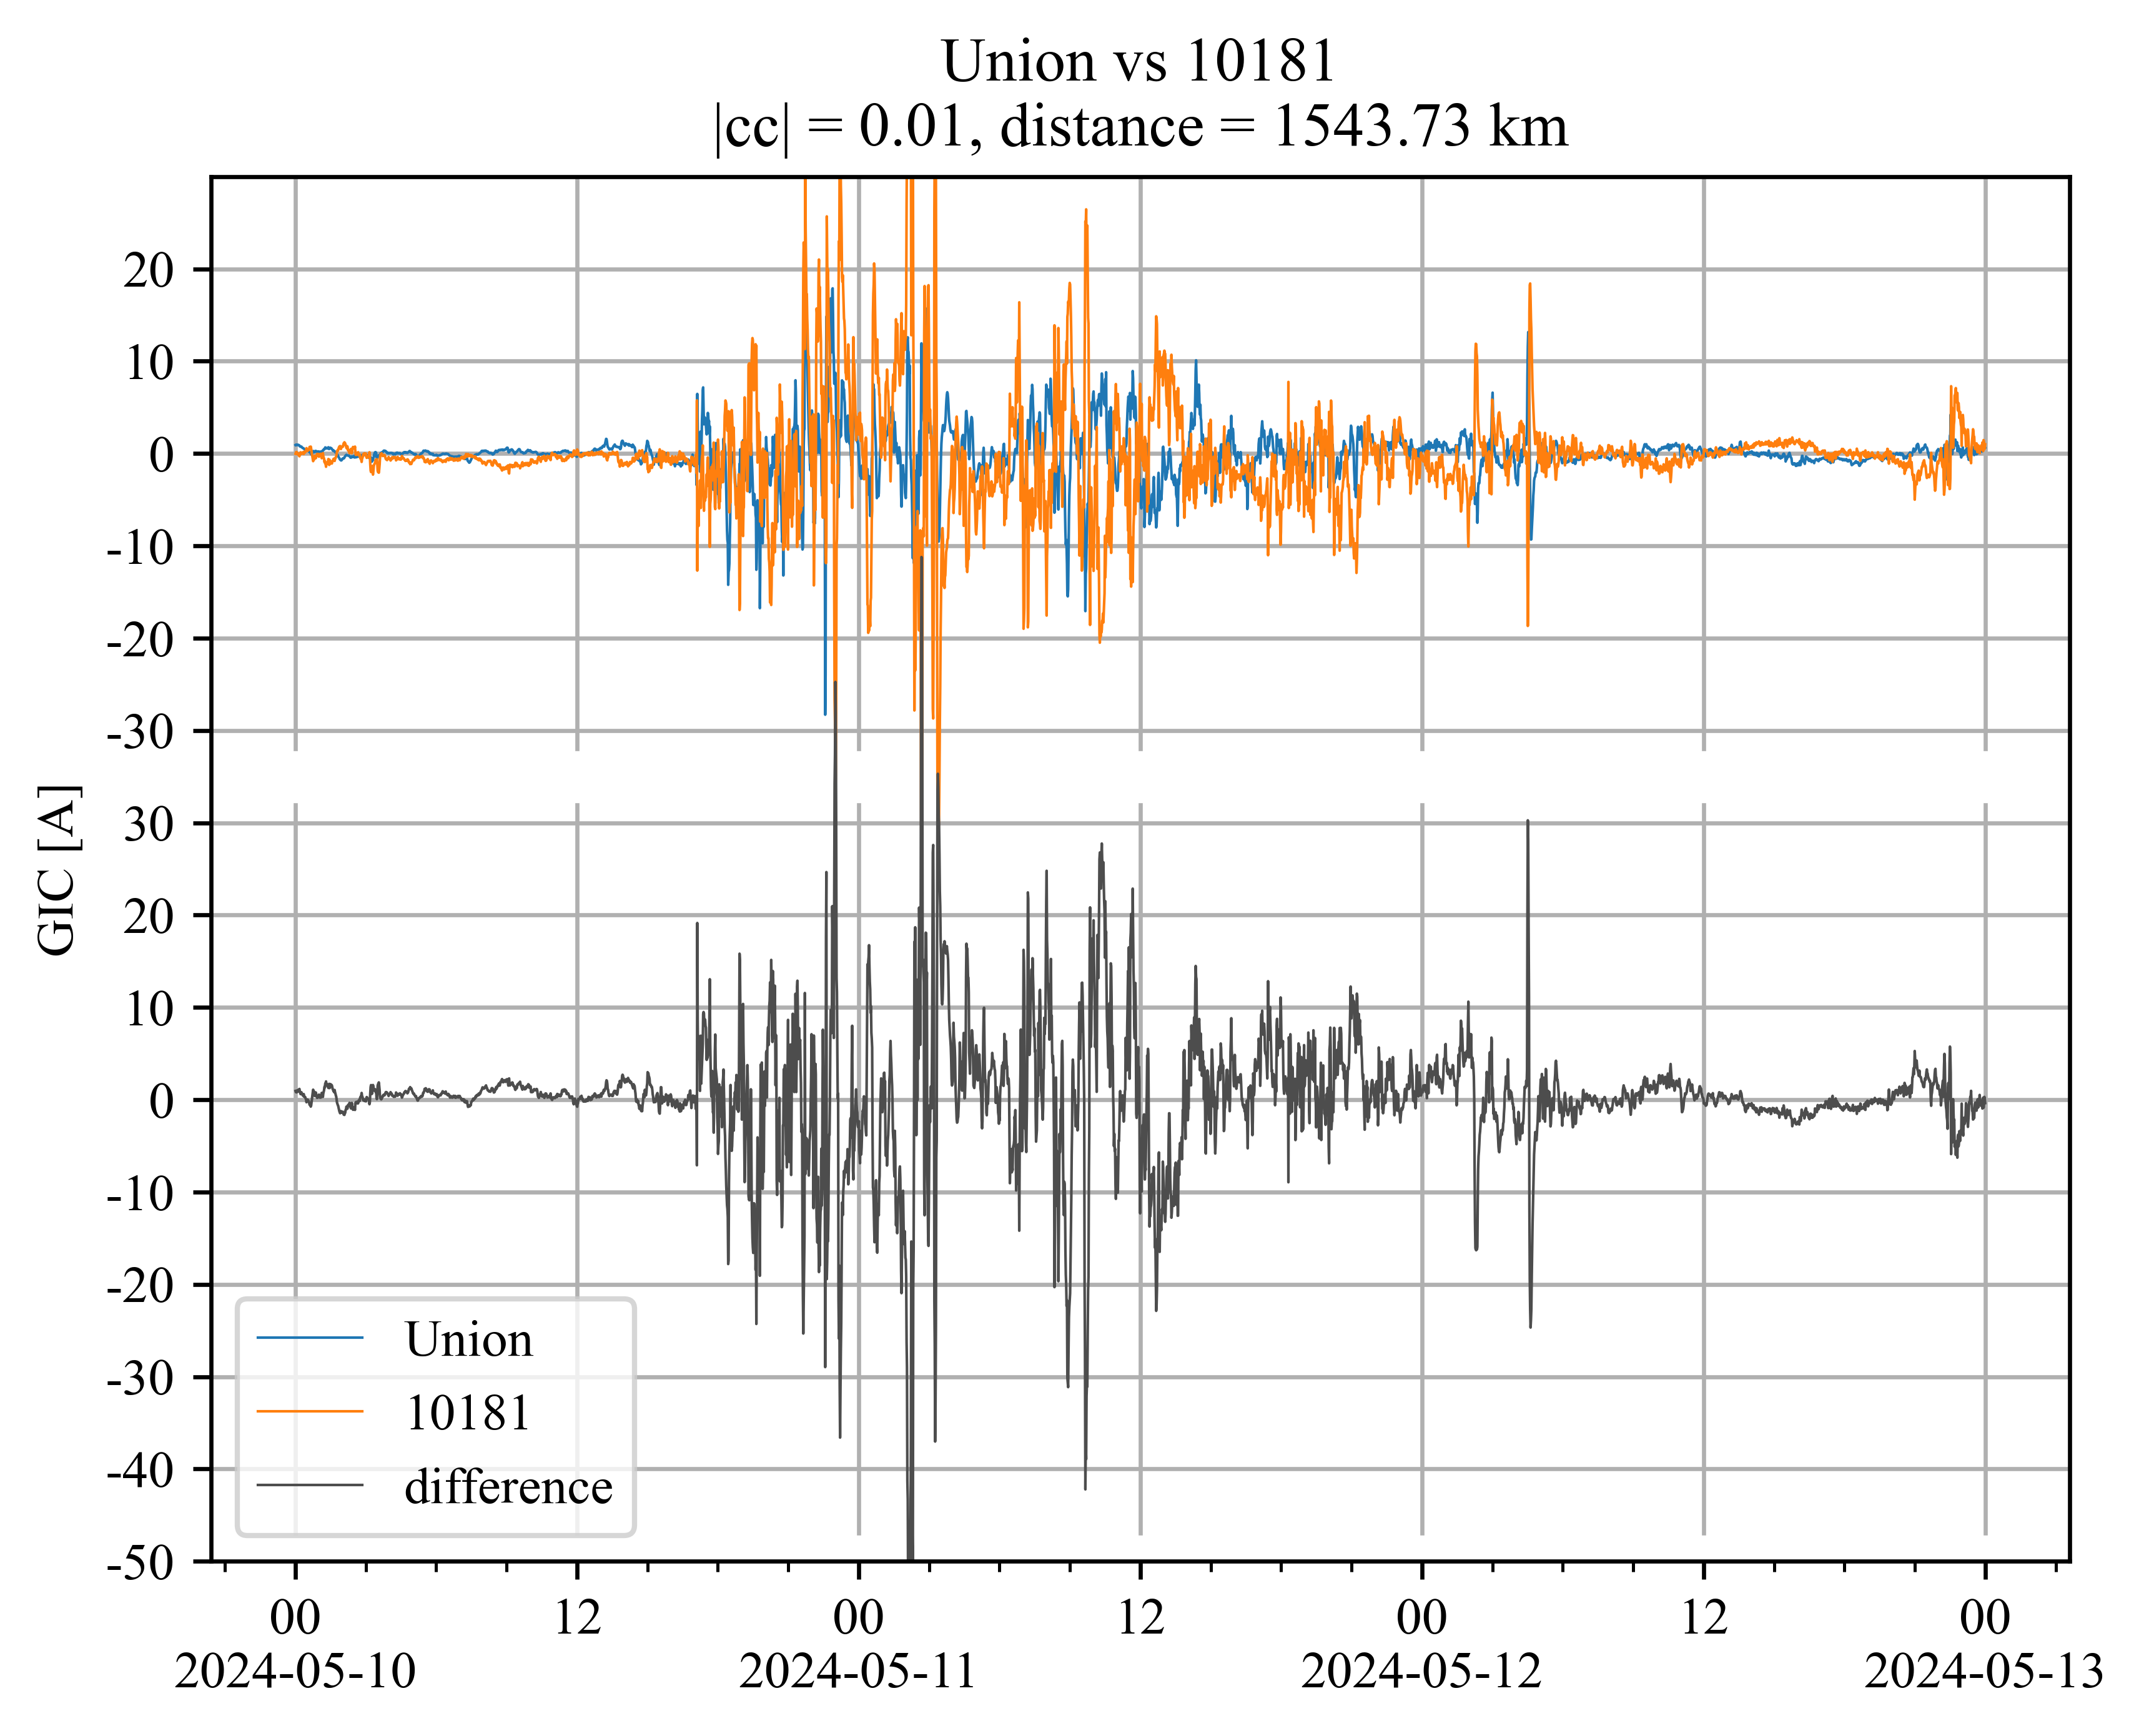 Union vs 10181
|cc| = 0.01, distance = 1543.73 km
GIC [A]
20
10
0
-10
-20
-30
30
20
10
0
-10
-20
-30
-40
-50
Union
10181
difference
00 12 00 12 00 12 00
2024-05-10 2024-05-11 2024-05-12 2024-05-13